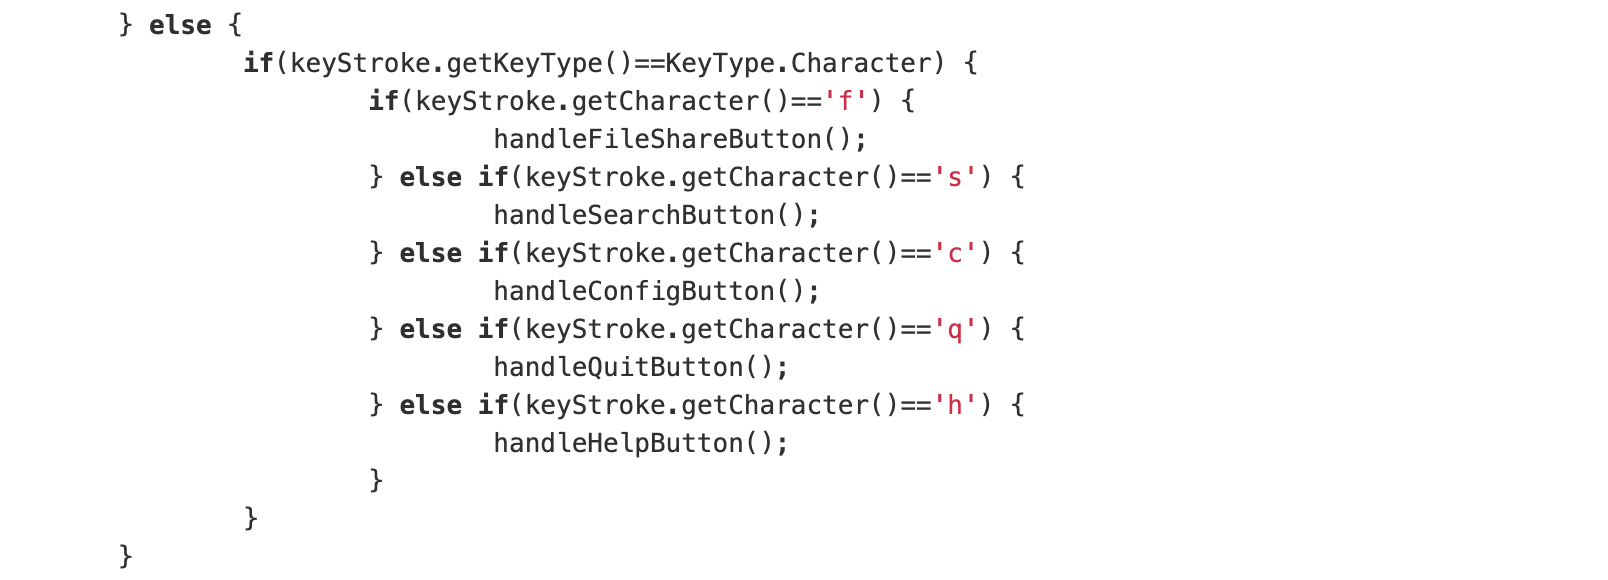 } else {
if(keyStroke.getKeyType()==KeyType.Character) {
if(keyStroke.getCharacter()=='f') {
handleFileShareButton();
} else if(keyStroke.getCharacter()=='s') {
handleSearchButton();
} else if(keyStroke.getCharacter()=='c') {
handleConfigButton();
} else if(keyStroke.getCharacter()=='q') {
handleQuitButton();
} else if(keyStroke.getCharacter()=='h') {
handleHelpButton();
}
}
}